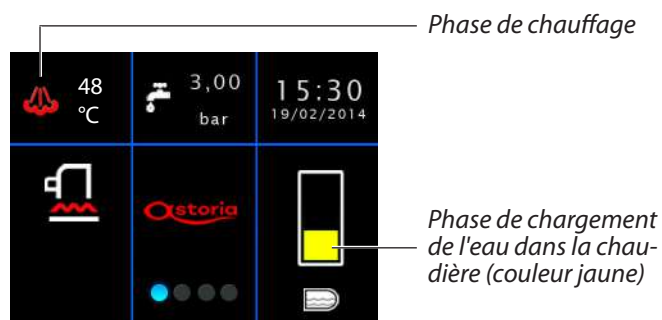 Phase de chauffage
48
°C
3,00
bar
15:30
19/02/2014
astoria
Phase de chargement
de l'eau dans la chau-
dière (couleur jaune)